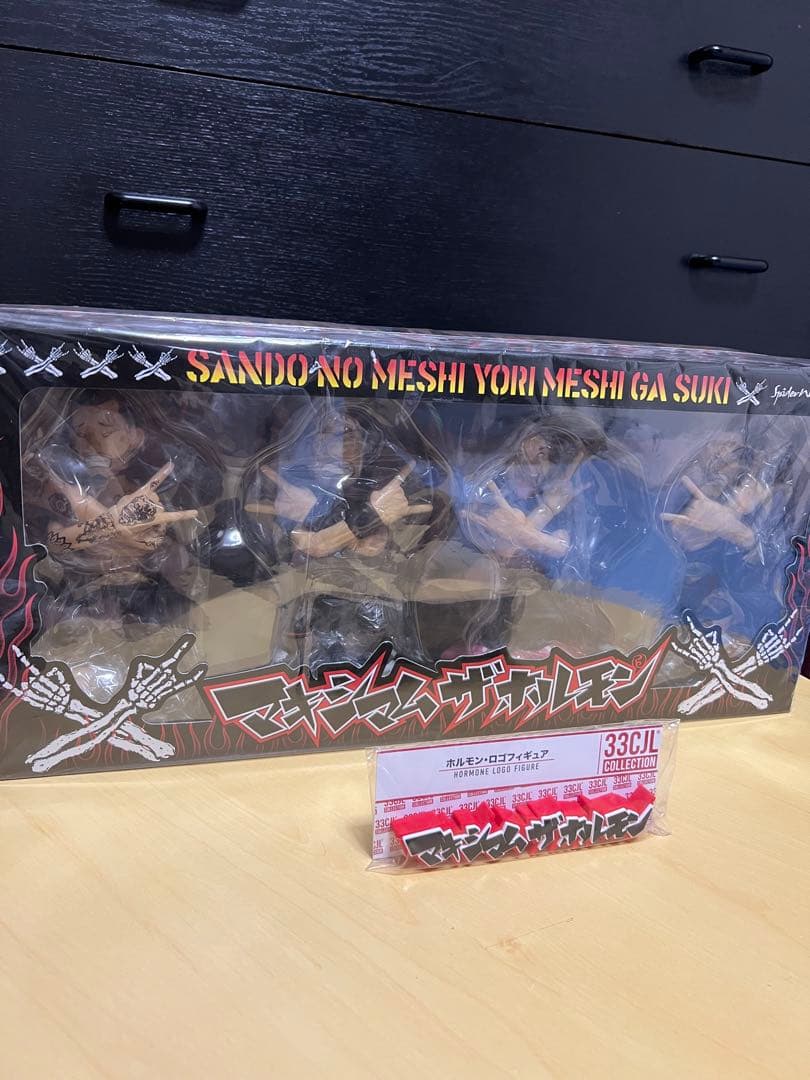 SANDO NO MESHI YORI MESHI GA SUKI
マキシマム ザ ホルモン
ホルモン・ロゴフィギュア
HORMONE LOGO FIGURE
33CJL
COLLECTION
マキシマム ザ ホルモン